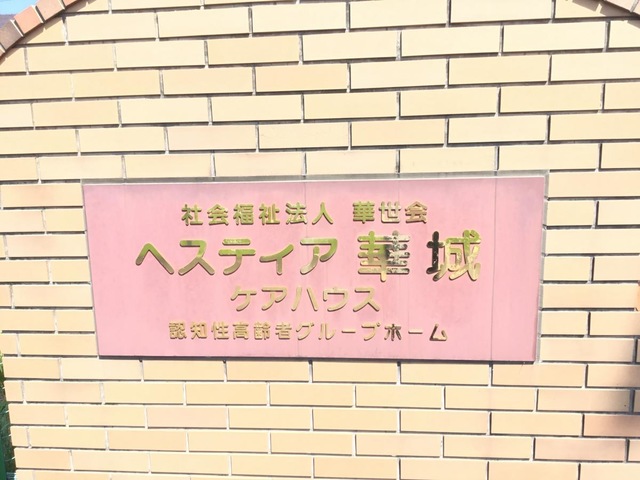 社会福祉法人 華世会
ヘスティア華城
ケアハウス
認知性高齢者グループホーム